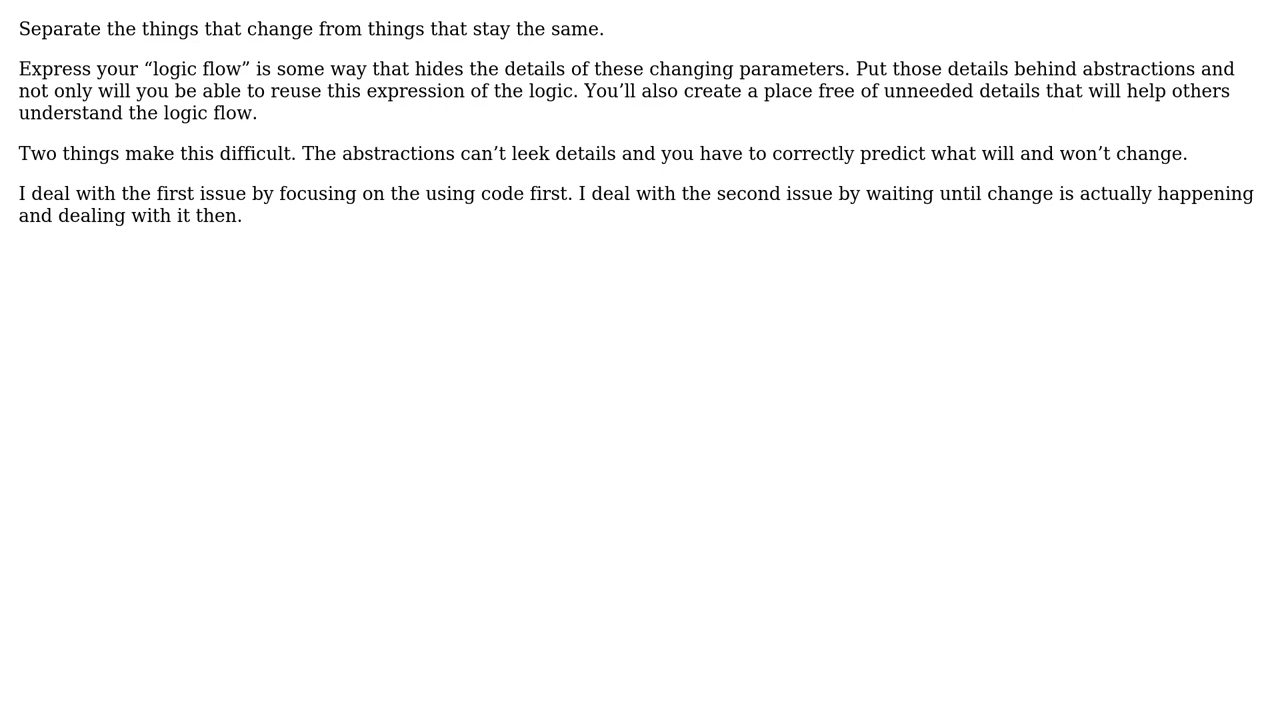 Separate the things that change from things that stay the same.
Express your “logic flow” is some way that hides the details of these changing parameters. Put those details behind abstractions and
not only will you be able to reuse this expression of the logic. You’ll also create a place free of unneeded details that will help others
understand the logic flow.
Two things make this difficult. The abstractions can’t leek details and you have to correctly predict what will and won’t change.
I deal with the first issue by focusing on the using code first. I deal with the second issue by waiting until change is actually happening
and dealing with it then.